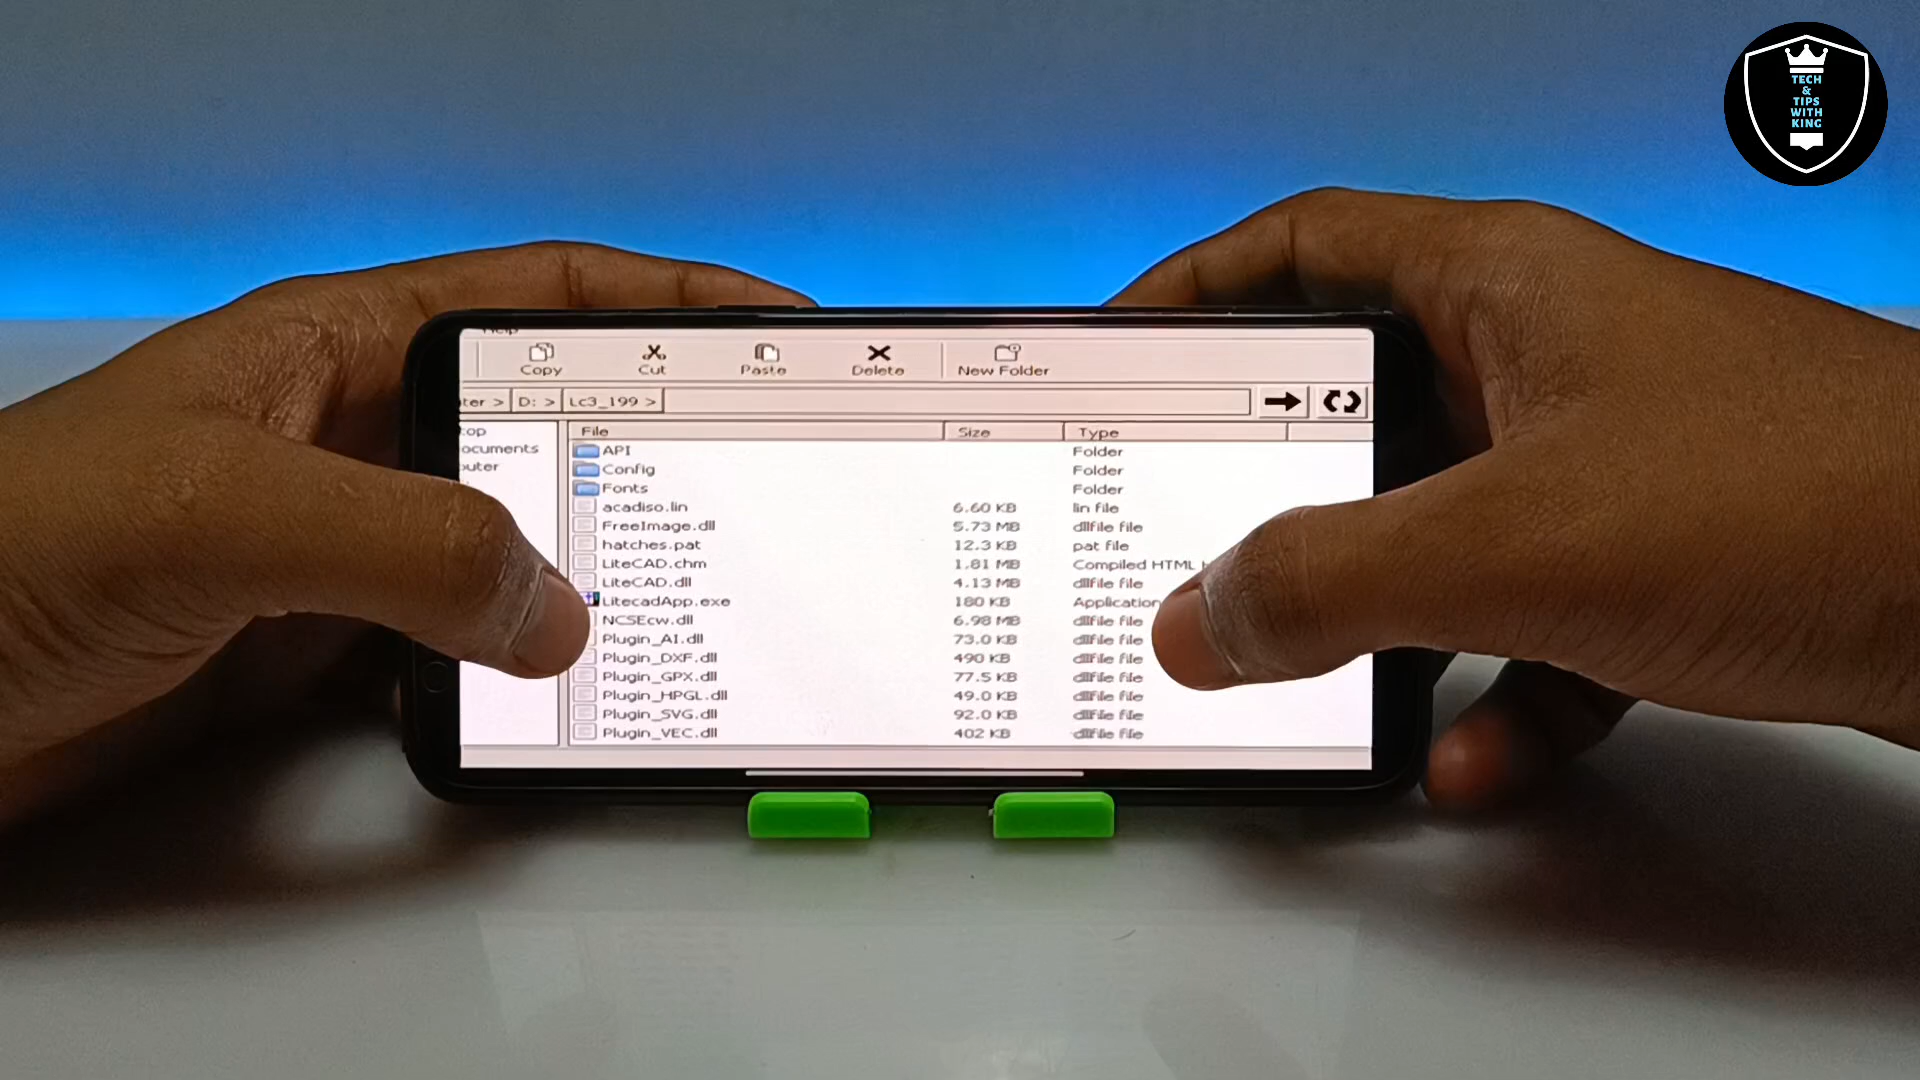 TECH
&
TIPS
WITH
KING
Help
Copy Cut Paste Delete New Folder
ter > D: > Lc3_199 >
top
ocuments
puter
File Size Type
API Folder
Config Folder
Fonts Folder
acadiso.lin 6.60 KB lin file
FreeImage.dll 5.73 MB dllfile file
hatches.pat 12.3 KB pat file
LiteCAD.chm 1.81 MB Compiled HTML
LiteCAD.dll 4.13 MB dllfile file
LitecadApp.exe 180 KB Application
NCSEcw.dll 6.98 MB dllfile file
Plugin_AI.dll 73.0 KB dllfile file
Plugin_DXF.dll 490 KB dllfile file
Plugin_GPX.dll 77.5 KB dllfile file
Plugin_HPGL.dll 49.0 KB dllfile file
Plugin_SVG.dll 92.0 KB dllfile file
Plugin_VEC.dll 402 KB dllfile file